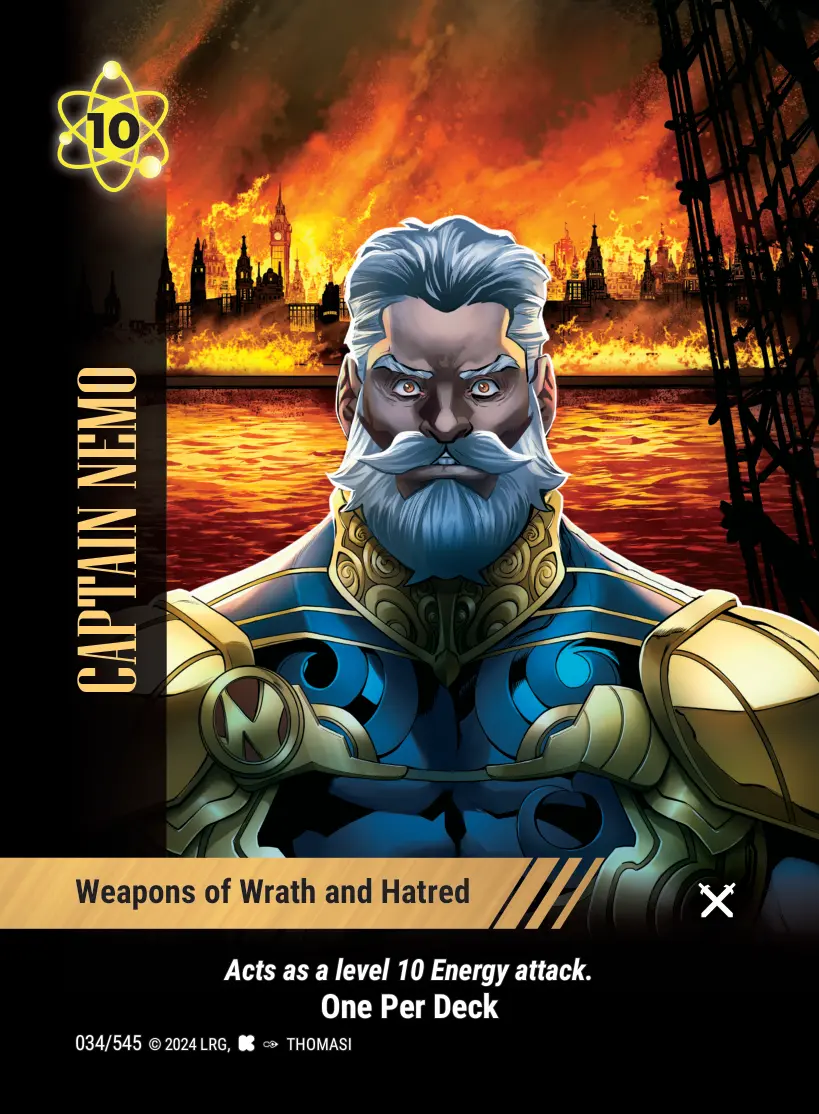 10
CAPTAIN NEMO
Weapons of Wrath and Hatred
Acts as a level 10 Energy attack.
One Per Deck
034/545 © 2024 LRG, K THOMASI